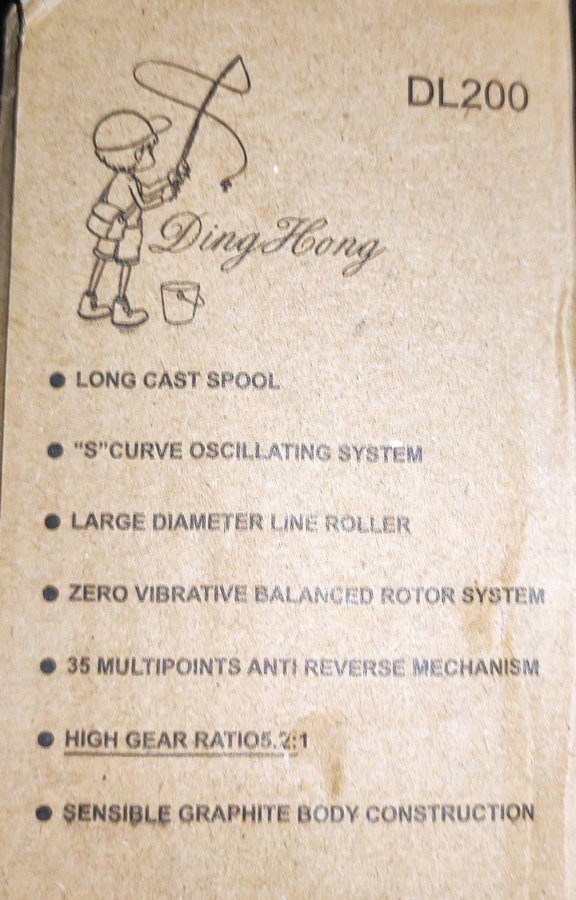 DL200
DingHong
● LONG CAST SPOOL
● "S"CURVE OSCILLATING SYSTEM
● LARGE DIAMETER LINE ROLLER
● ZERO VIBRATIVE BALANCED ROTOR SYSTEM
● 35 MULTIPOINTS ANTI REVERSE MECHANISM
● HIGH GEAR RATIO5.2:1
● SENSIBLE GRAPHITE BODY CONSTRUCTION